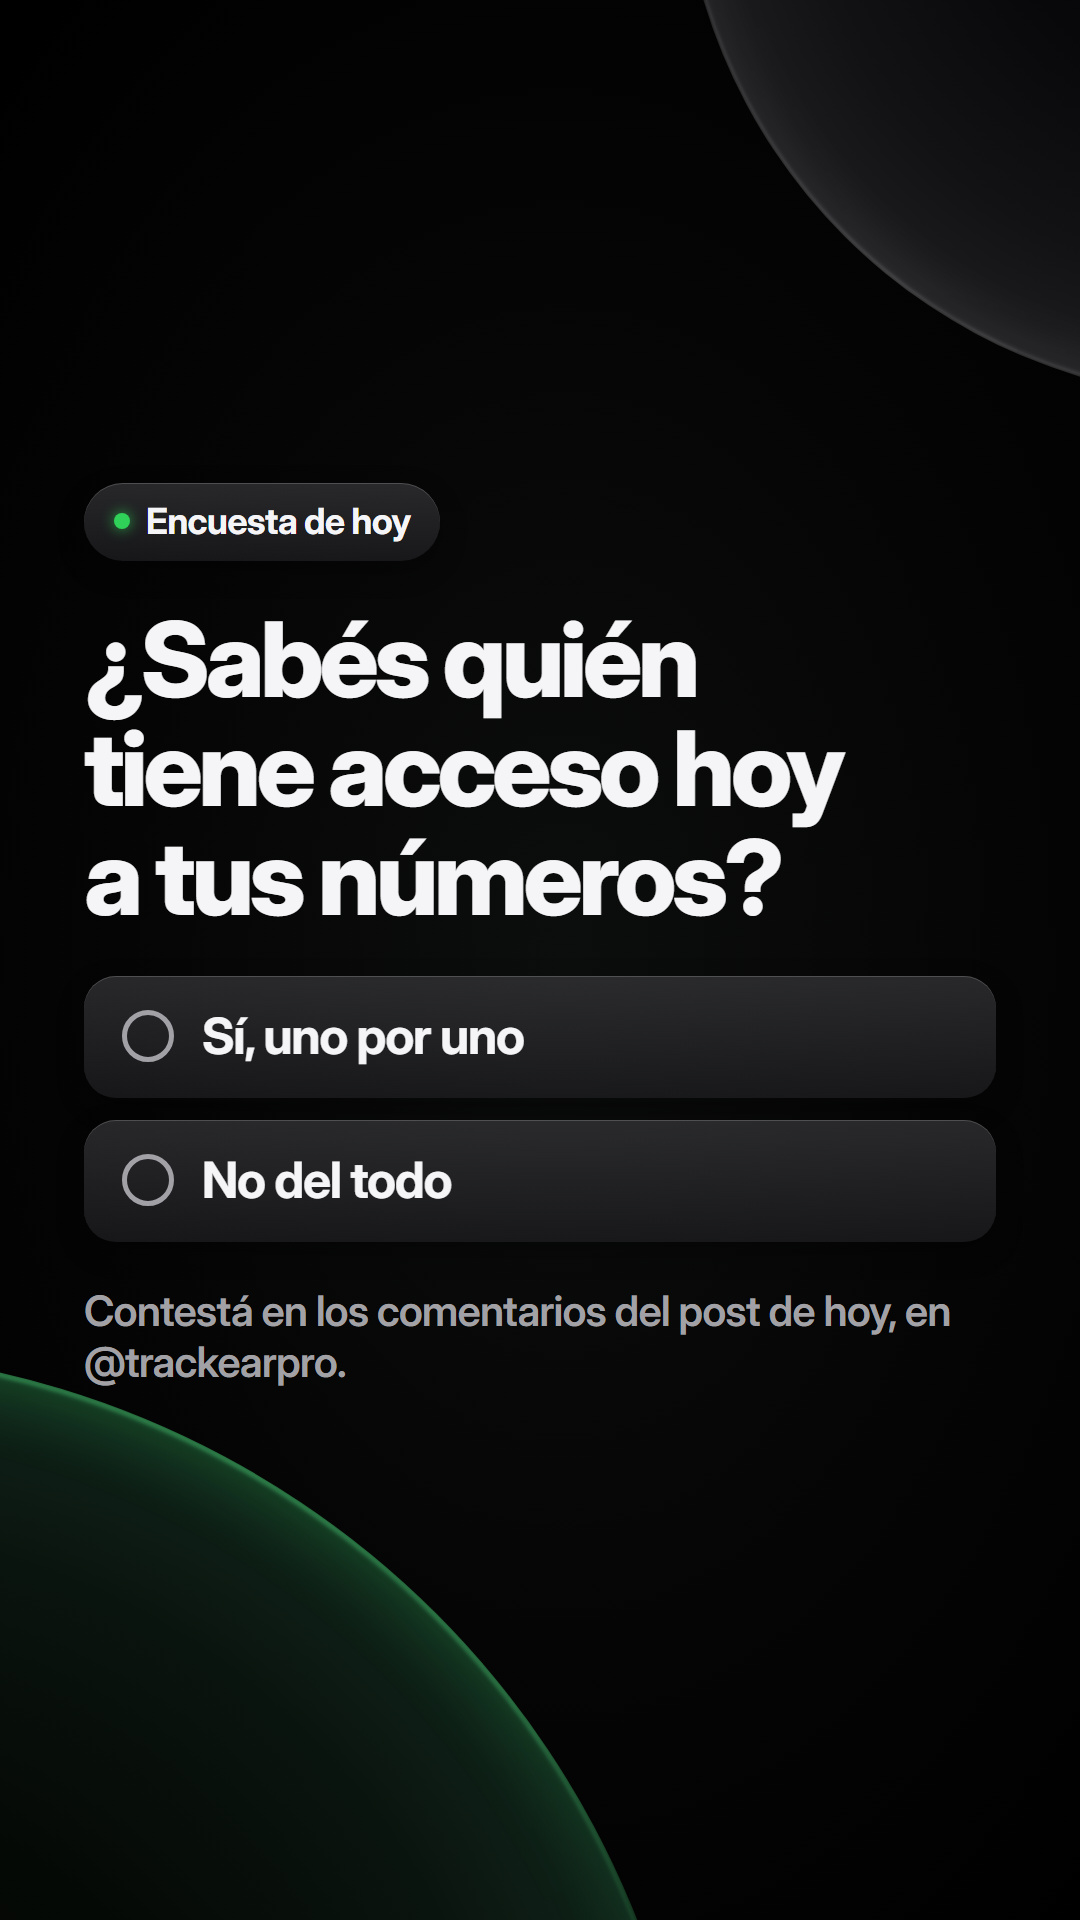 Encuesta de hoy
¿Sabés quién
tiene acceso hoy
a tus números?
Sí, uno por uno
No del todo
Contestá en los comentarios del post de hoy, en
@trackearpro.